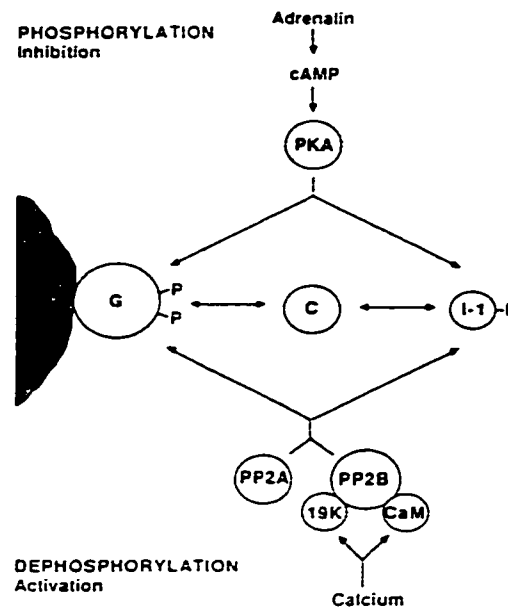 Adrenalin
PHOSPHORYLATION
Inhibition
cAMP
PKA
G
P
P
C
I-1
PP2A
PP2B
19K
CaM
DEPHOSPHORYLATION
Activation
Calcium